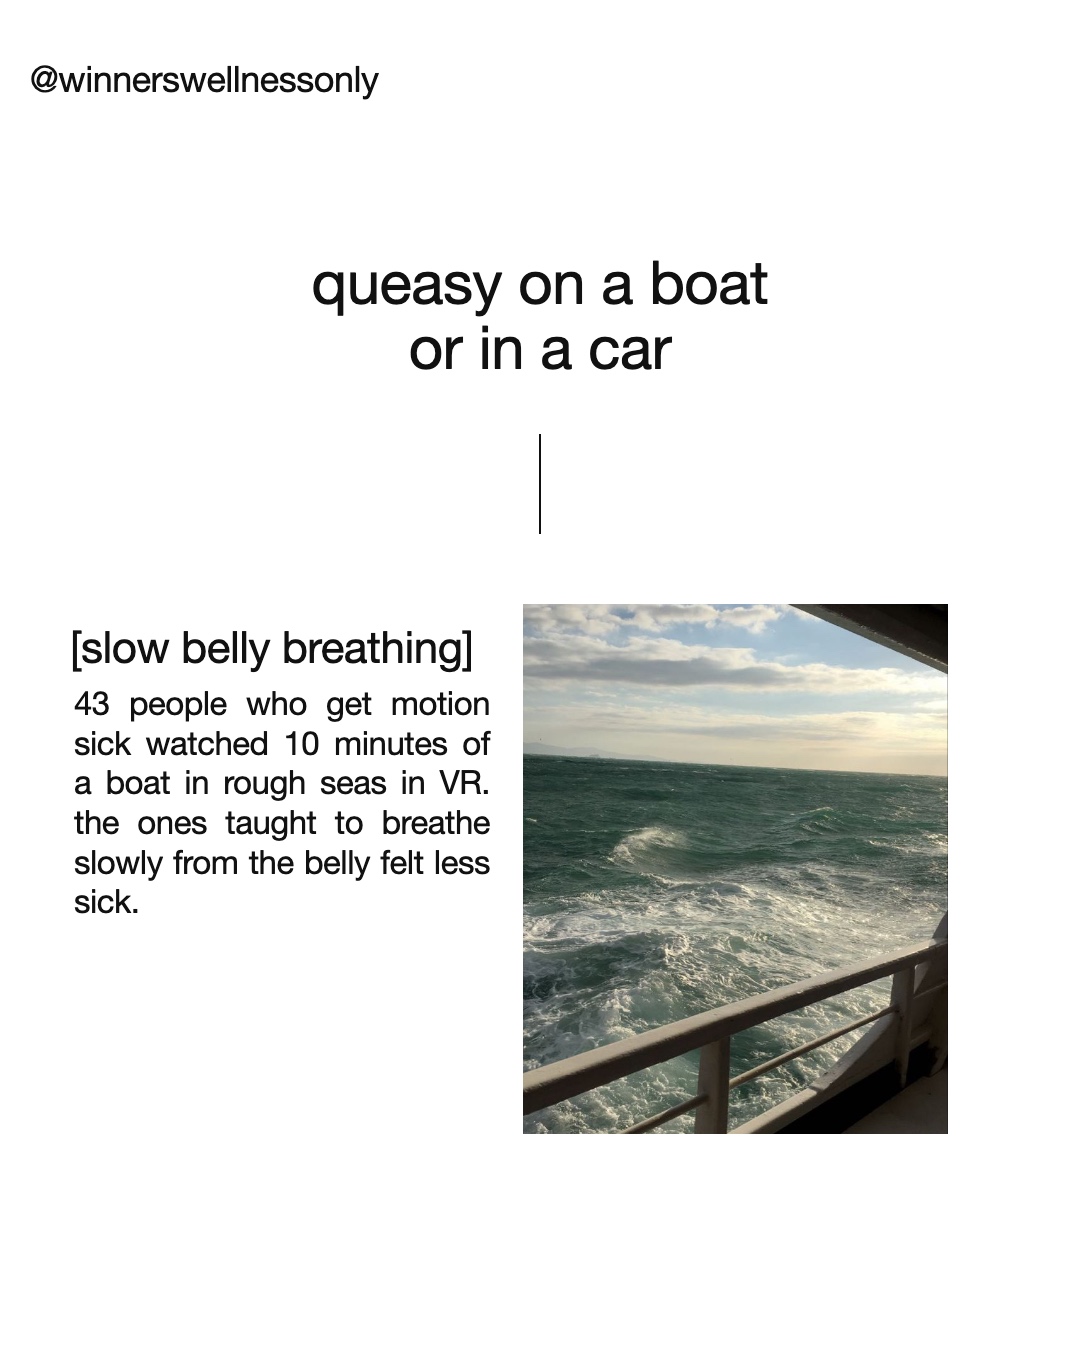 @winnerswellnessonly
queasy on a boat
or in a car
[slow belly breathing]
43 people who get motion
sick watched 10 minutes of
a boat in rough seas in VR.
the ones taught to breathe
slowly from the belly felt less
sick.